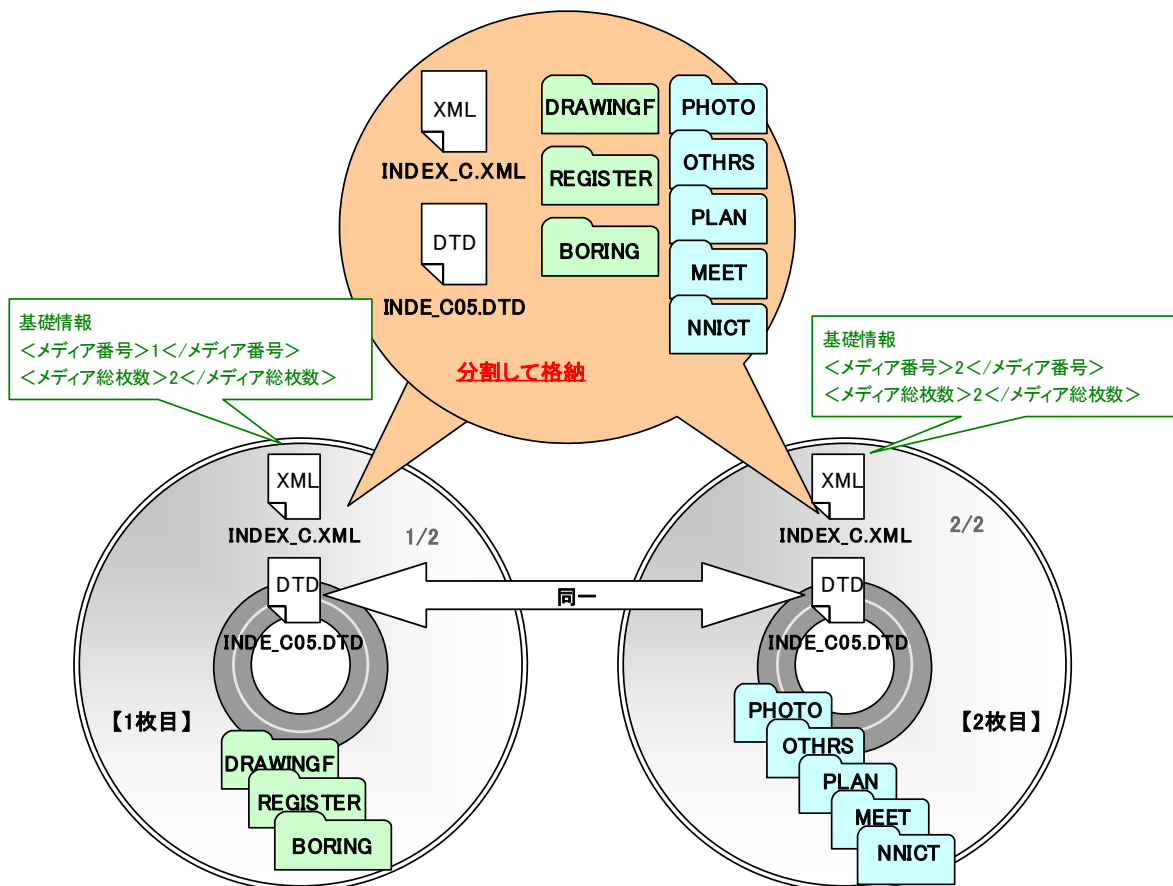 XML
INDEX_C.XML
DTD
INDE_C05.DTD
DRAWINGF
REGISTER
BORING
PHOTO
OTHRS
PLAN
MEET
NNICT
分割して格納
基礎情報
<メディア番号>1</メディア番号>
<メディア総枚数>2</メディア総枚数>
基礎情報
<メディア番号>2</メディア番号>
<メディア総枚数>2</メディア総枚数>
XML
INDEX_C.XML
1/2
DTD
INDE_C05.DTD
【1枚目】
DRAWINGF
REGISTER
BORING
同一
XML
INDEX_C.XML
2/2
DTD
INDE_C05.DTD
【2枚目】
PHOTO
OTHRS
PLAN
MEET
NNICT